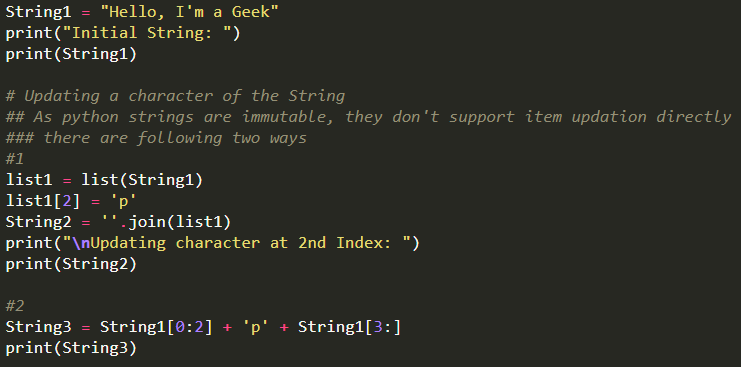 String1 = "Hello, I'm a Geek"
print("Initial String: ")
print(String1)

# Updating a character of the String
## As python strings are immutable, they don't support item updation directly
### there are following two ways
#1
list1 = list(String1)
list1[2] = 'p'
String2 = ''.join(list1)
print("\nUpdating character at 2nd Index: ")
print(String2)

#2
String3 = String1[0:2] + 'p' + String1[3:]
print(String3)